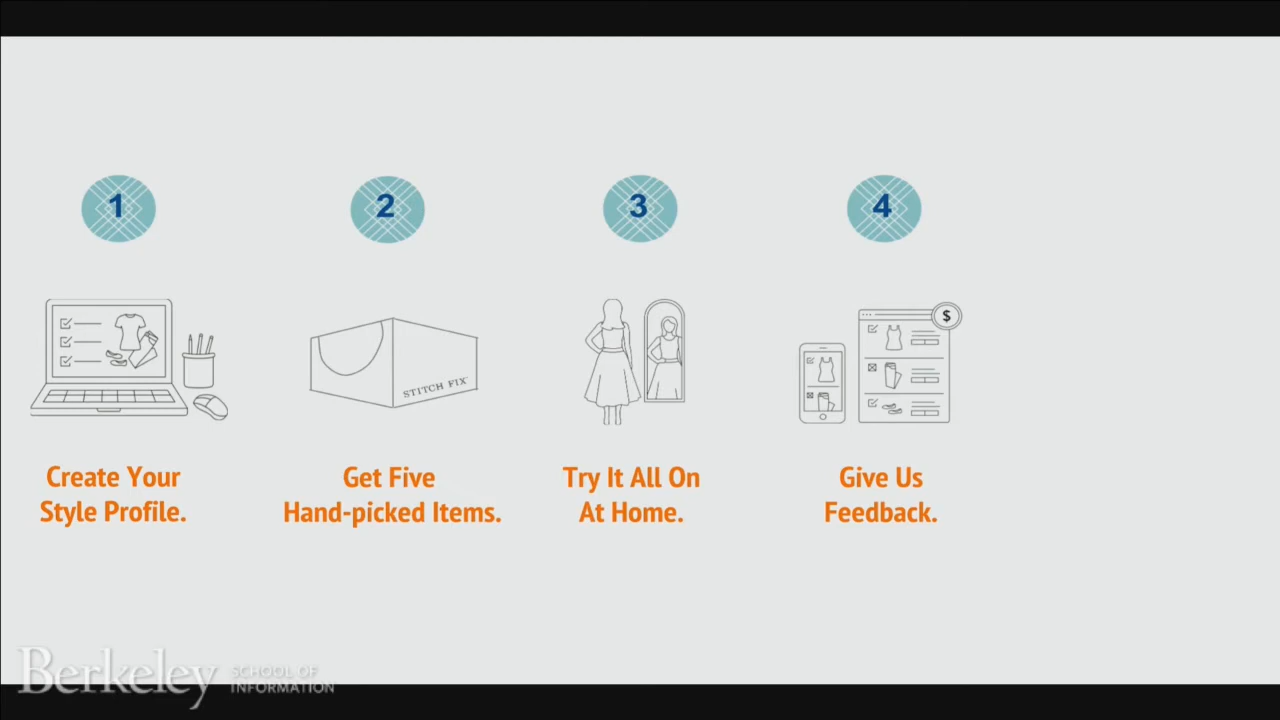 1
2
3
4
$
STITCH FIX
Create Your
Style Profile.
Get Five
Hand-picked Items.
Try It All On
At Home.
Give Us
Feedback.
Berkeley
SCHOOL OF
INFORMATION